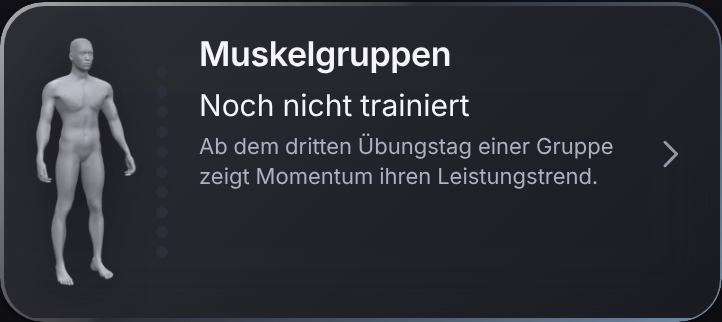 Muskelgruppen
Noch nicht trainiert
Ab dem dritten Übungstag einer Gruppe
zeigt Momentum ihren Leistungstrend.